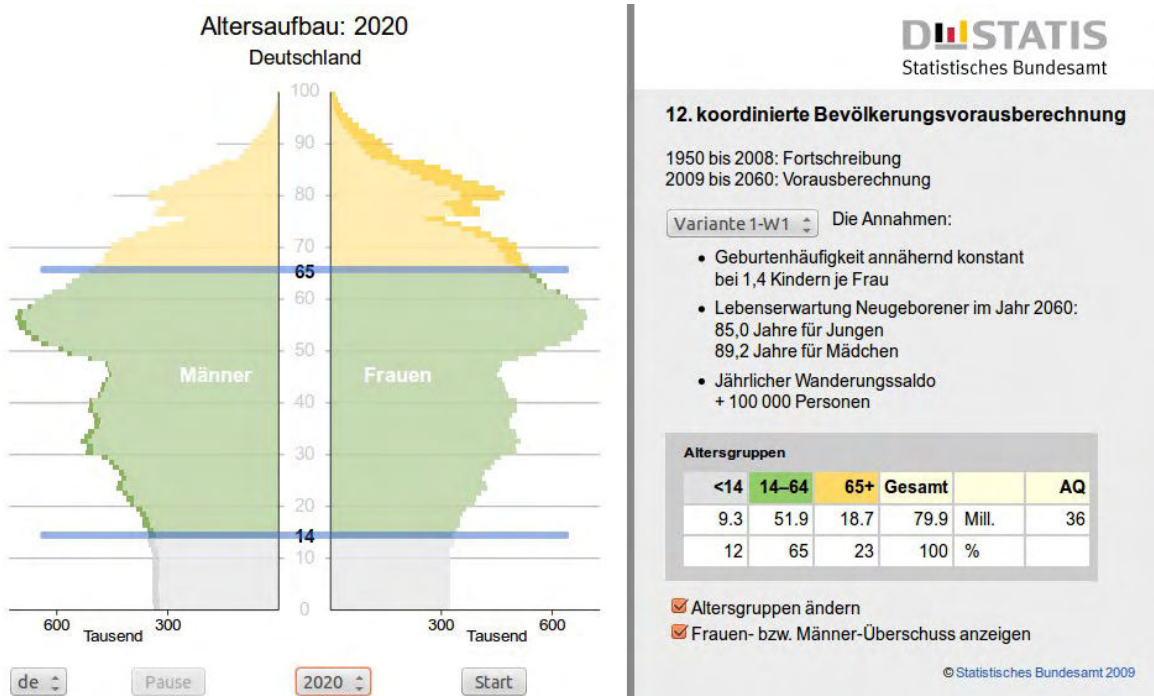 Altersaufbau: 2020
Deutschland
100
90
80
70
65
60
50
Männer
Frauen
40
30
20
14
10
0
600
300
300
600
Tausend
Tausend
de
Pause
2020
Start
DESTATIS
Statistisches Bundesamt
12. koordinierte Bevölkerungsvorausberechnung
1950 bis 2008: Fortschreibung
2009 bis 2060: Vorausberechnung
Variante 1-W1 Die Annahmen:
• Geburtenhäufigkeit annähernd konstant
bei 1,4 Kindern je Frau
• Lebenserwartung Neugeborener im Jahr 2060:
85,0 Jahre für Jungen
89,2 Jahre für Mädchen
• Jährlicher Wanderungssaldo
+ 100 000 Personen
Altersgruppen
<14 14–64 65+ Gesamt AQ
9.3 51.9 18.7 79.9 Mill. 36
12 65 23 100 %
Altersgruppen ändern
Frauen- bzw. Männer-Überschuss anzeigen
© Statistisches Bundesamt 2009